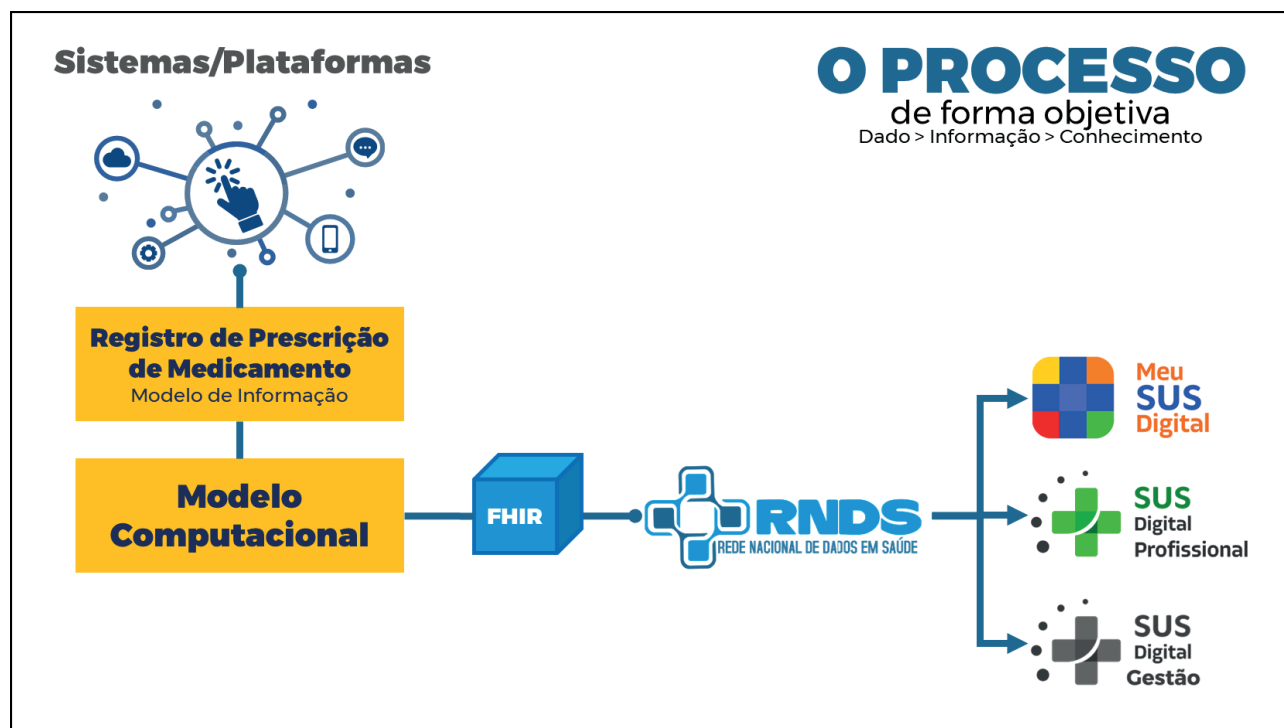 Sistemas/Plataformas
O PROCESSO
de forma objetiva
Dado > Informação > Conhecimento
Registro de Prescrição
de Medicamento
Modelo de Informação
Modelo
Computacional
FHIR
RNDS
REDE NACIONAL DE DADOS EM SAÚDE
Meu
SUS
Digital
SUS
Digital
Profissional
SUS
Digital
Gestão